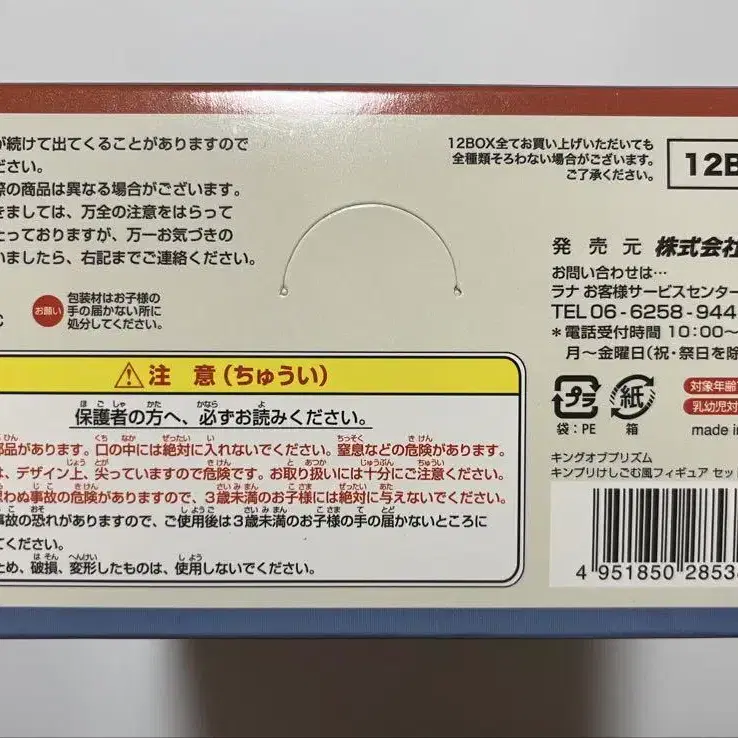 が続けて出てくることがありますので
ださい。
際の商品は異なる場合がございます。
きましては、万全の注意をはらって
たっておりますが、万一お気づきの
いましたら、右記までご連絡ください。
お願い
包装材はお子様の
手の届かない所に
処分してください。
12BOX全てお買い上げいただいても
全種類そろわない場合がございます。
ご了承ください。
12B
発売元 株式会社
お問い合わせは…
ラナ お客様サービスセンター
TEL 06-6258-944
*電話受付時間 10:00〜
月〜金曜日(祝・祭日を除
プラ
袋:PE
紙
箱
対象年齢
乳幼児対
made in
キングオブプリズム
キンプリけしごむ風フィギュア セッ
4 951850 2853
⚠注 意(ちゅうい)
保護者の方へ、必ずお読みください。
部品があります。口の中には絶対に入れないでください。窒息などの危険があります。
は、デザイン上、尖っていますので危険です。お取り扱いには十分にご注意ください。
思わぬ事故の危険がありますので、3歳未満のお子様には絶対に与えないでください。
事故の恐れがありますので、ご使用後は3歳未満のお子様の手の届かないところに
てください。
ため、破損、変形したものは、使用しないでください。